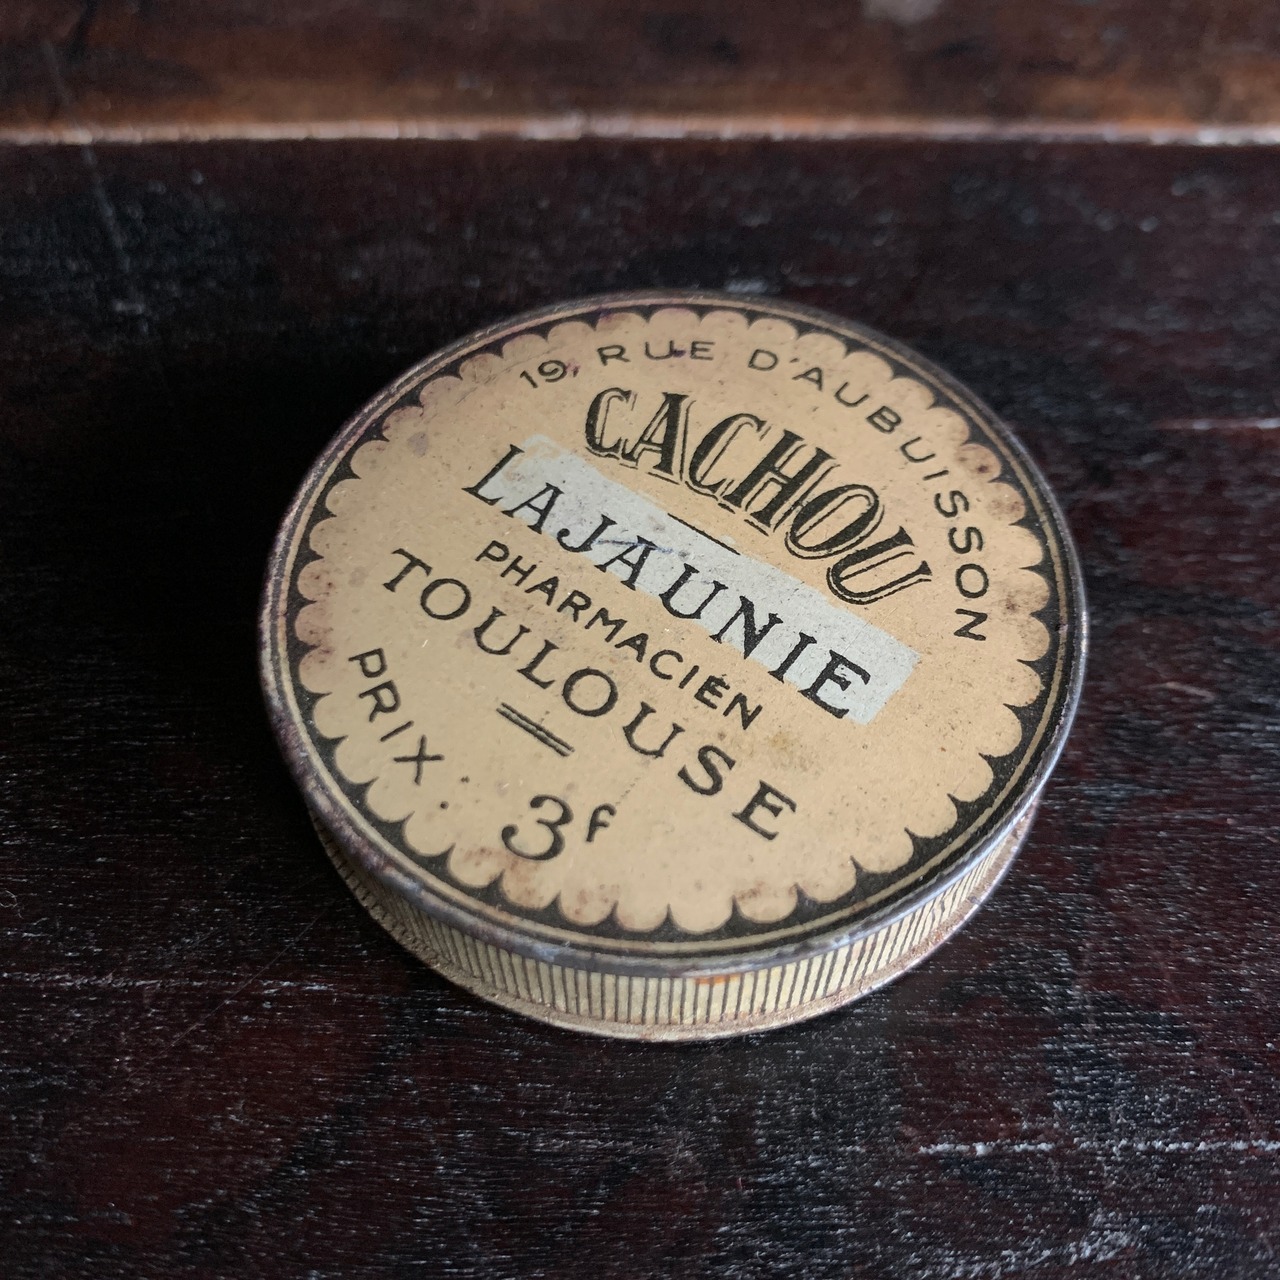 19, RUE D'AUBUISSON
CACHOU
LAJAUNIE
PHARMACIEN
TOULOUSE
PRIX : 3f